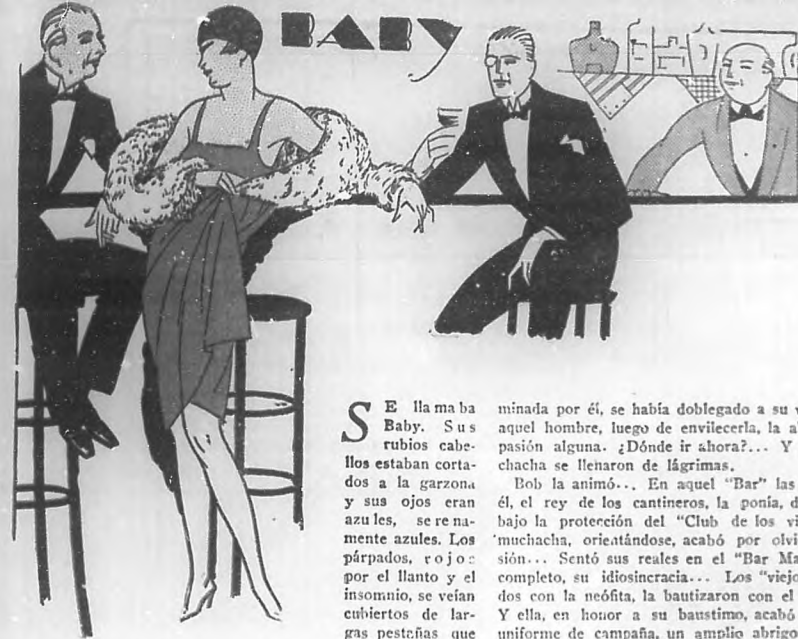 BABY
SE llamaba
Baby. Sus
rubios cabe-
llos estaban corta-
dos a la garzona
y sus ojos eran
azules, serena-
mente azules. Los
párpados, rojos
por el llanto y el
insomnio, se veían
cubiertos de lar-
gas pestañas que
minada por él, se había doblegado a su
aquel hombre, luego de envilecerla, la
pasión alguna. ¿Dónde ir ahora?... Y
chacha se llenaron de lágrimas.
Bob la animó... En aquel "Bar" las
él, el rey de los cantineros, la ponía,
bajo la protección del "Club de los
muchacha, orientándose, acabó por
sión... Sentó sus reales en el "Bar
completo, su idiosincracia... Los
dos con la neófita, la bautizaron con el
Y ella, en honor a su baustimo, acabó
uniforme de campaña, un amplio